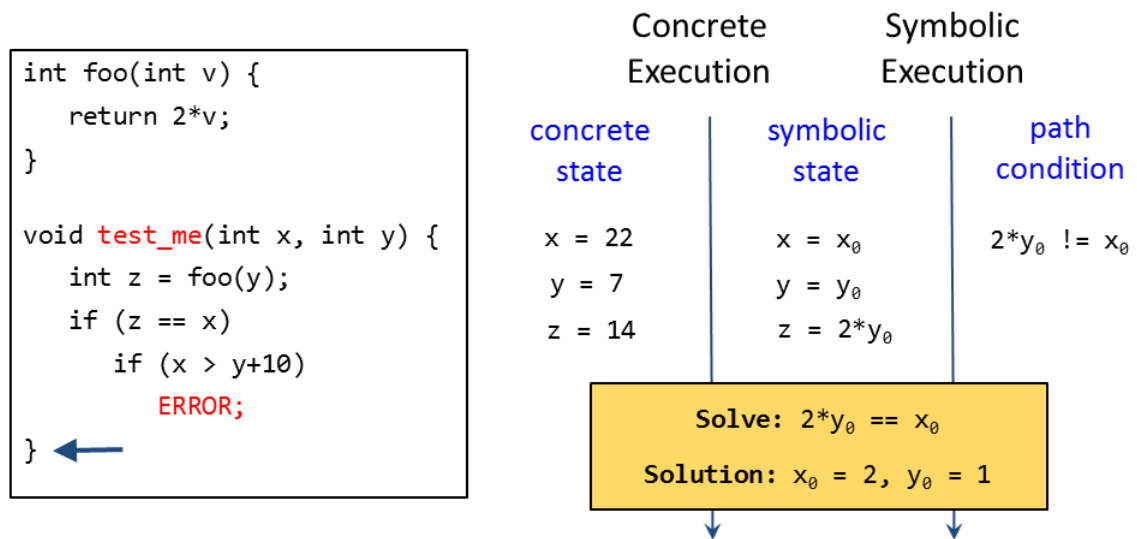 int foo(int v) {
   return 2*v;
}
void test_me(int x, int y) {
   int z = foo(y);
   if (z == x)
      if (x > y+10)
         ERROR;
}
Concrete
Execution
Symbolic
Execution
concrete
state
symbolic
state
path
condition
x = 22
y = 7
z = 14
x = x₀
y = y₀
z = 2*y₀
2*y₀ != x₀
Solve: 2*y₀ == x₀
Solution: x₀ = 2, y₀ = 1